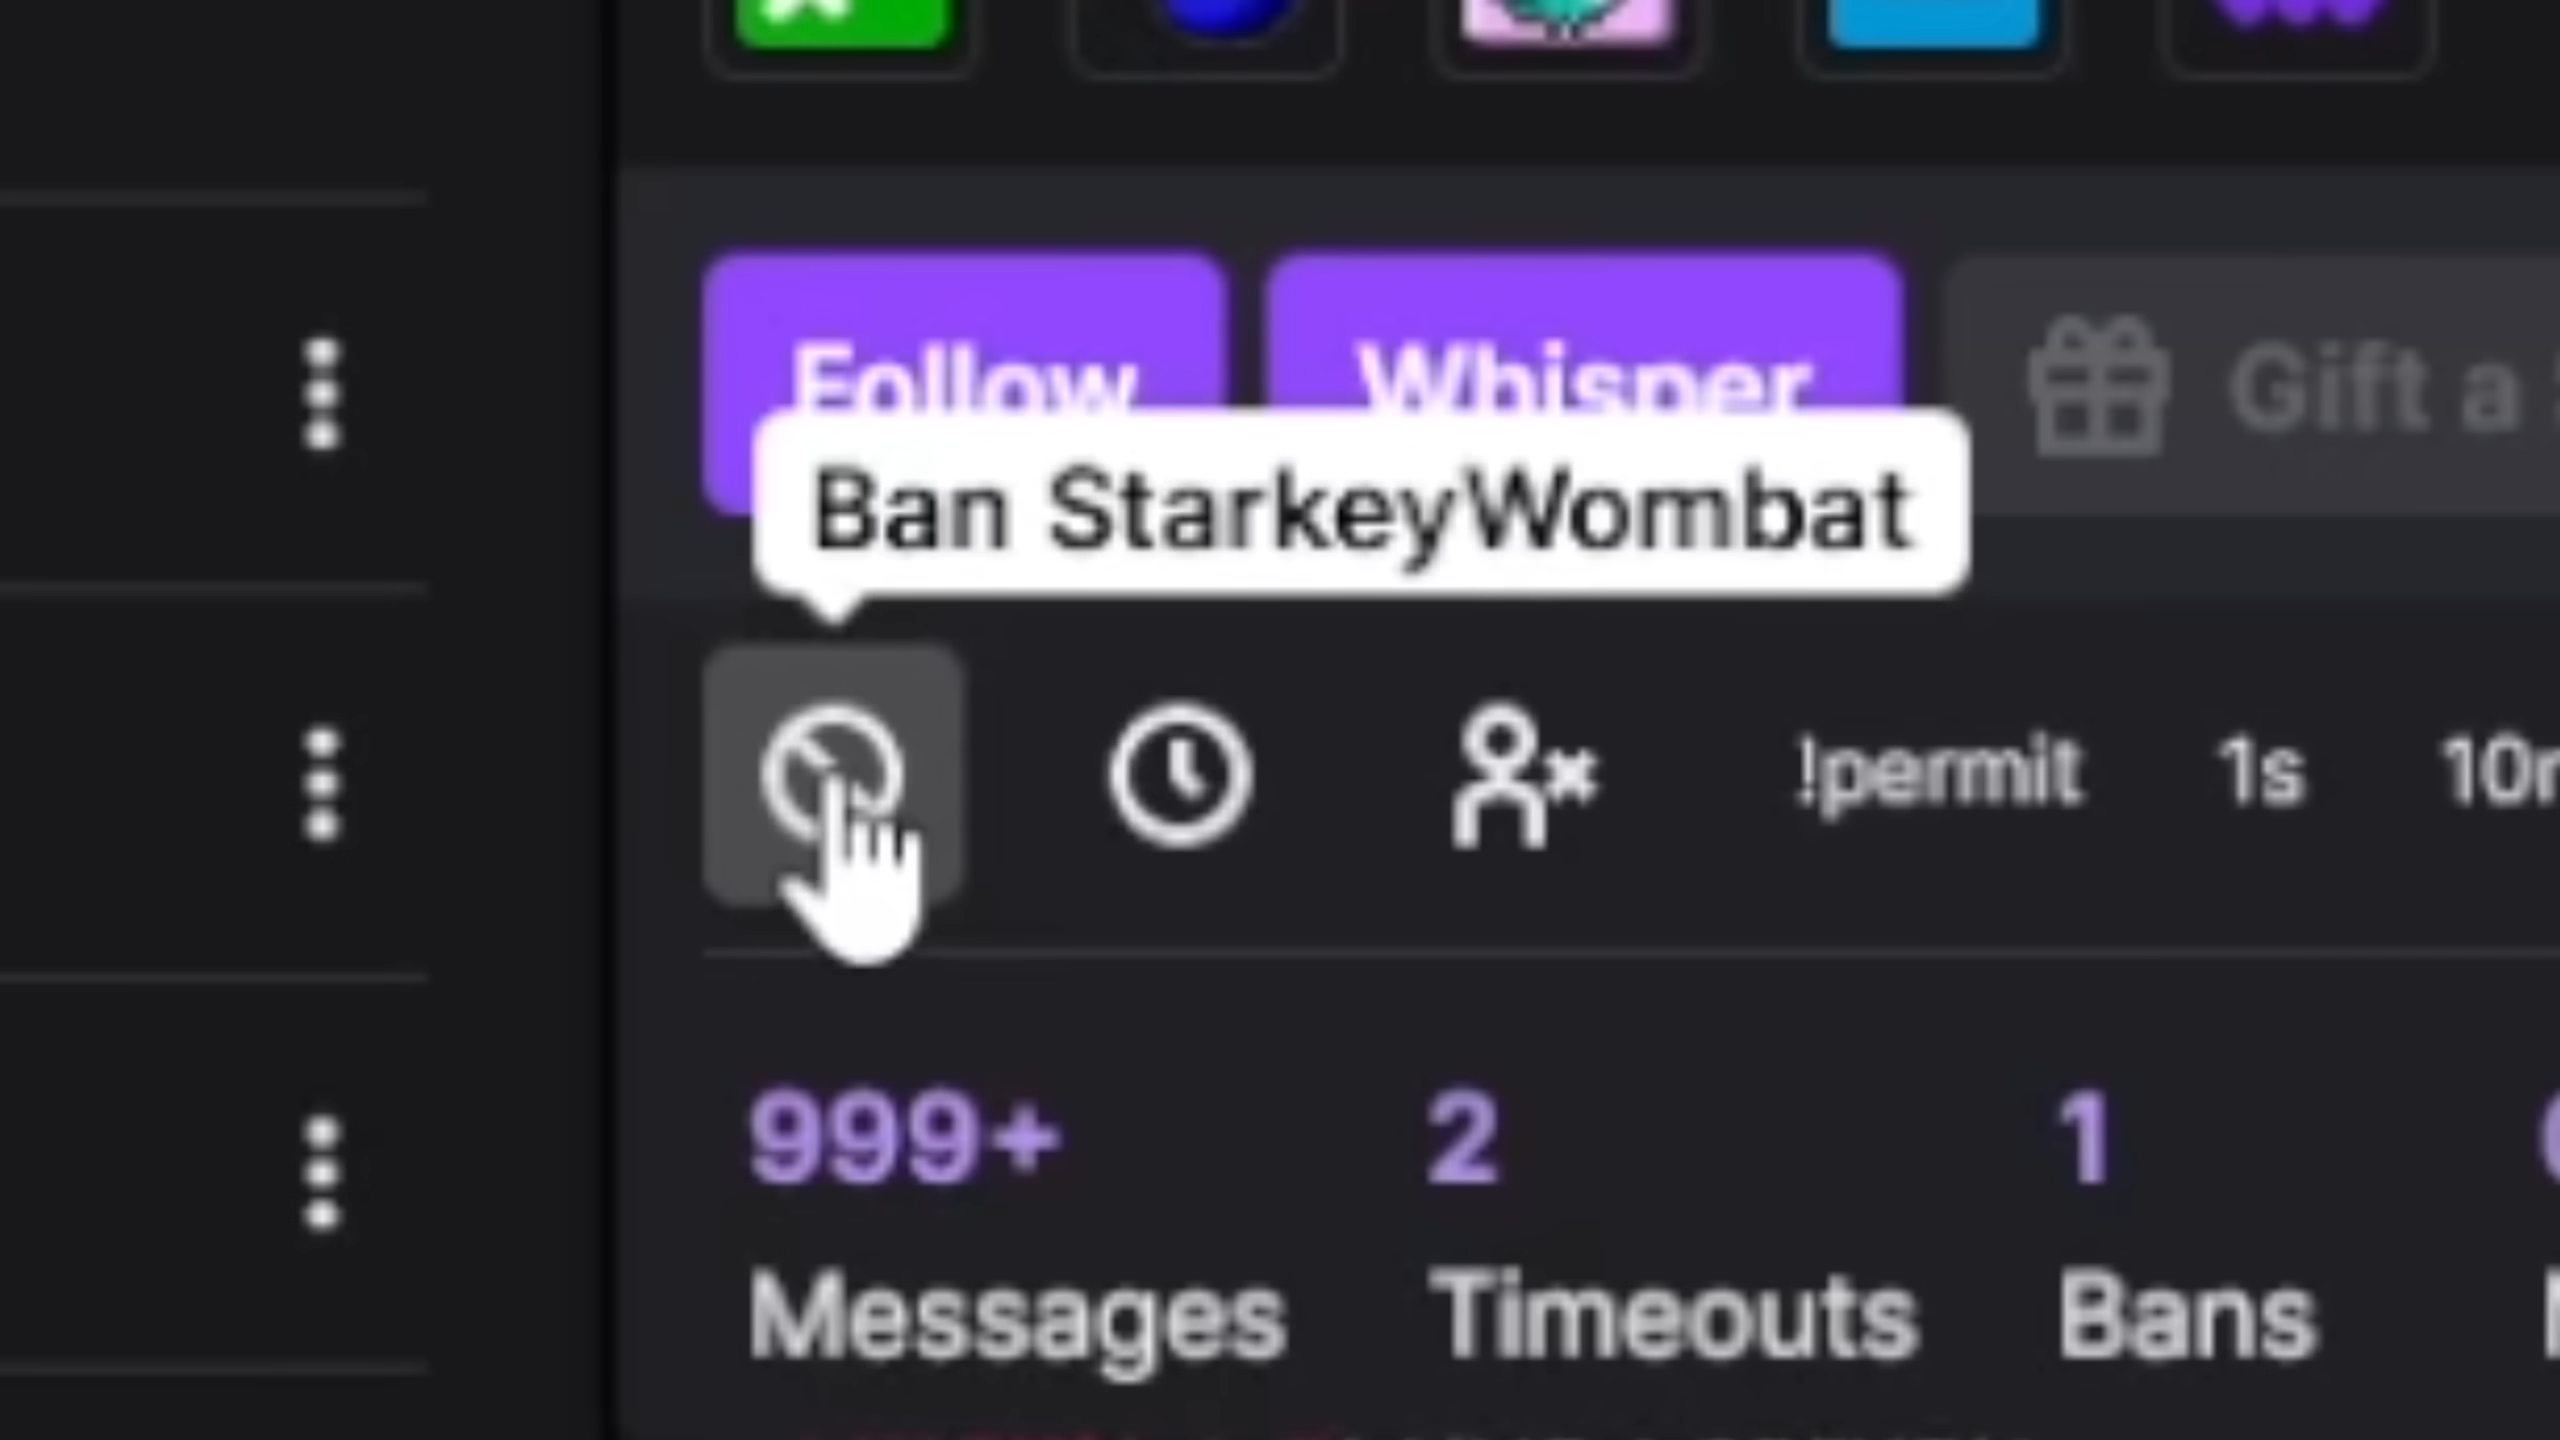 Follow Whisper Gift a
Ban StarkeyWombat
!permit 1s
999+ 2 1
Messages Timeouts Bans